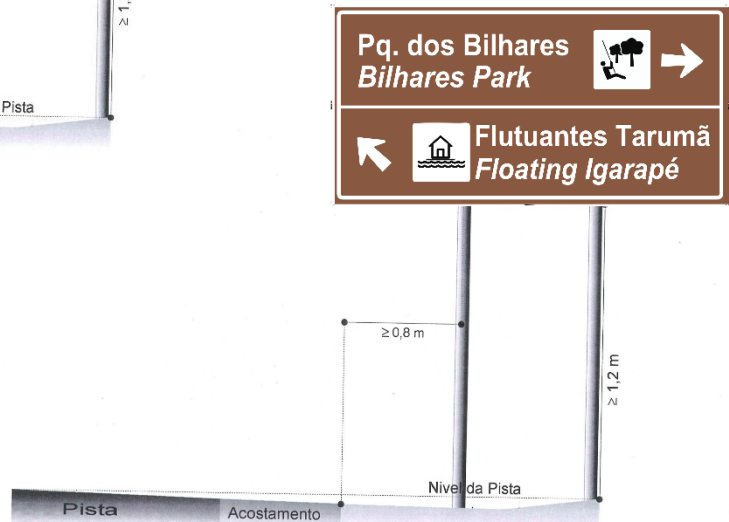 ≥ 1,
Pista
Pq. dos Bilhares
Bilhares Park
Flutuantes Tarumã
Floating Igarapé
≥ 0,8 m
≥ 1,2 m
Nivel da Pista
Pista
Acostamento